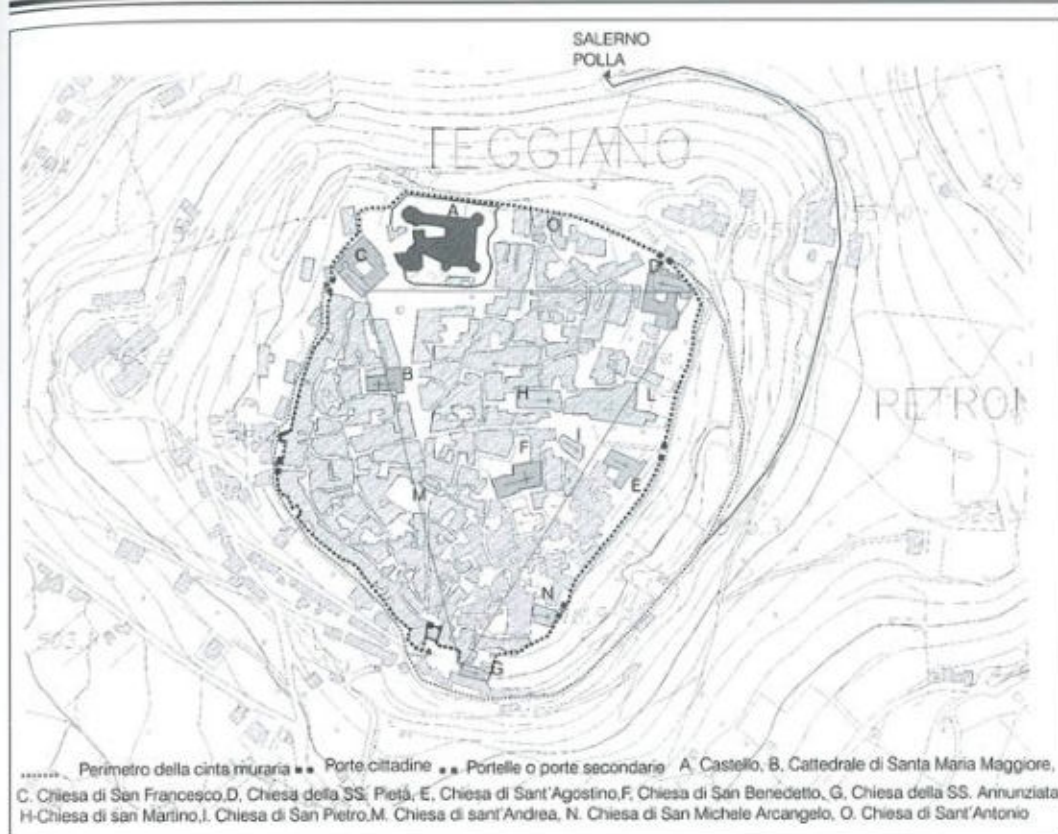 SALERNO
POLLA
TEGGIANO
A
O
C
D
B
H
L
PETRON
F
I
E
M
N
G
Perimetro della cinta muraria Porte cittadine Portelle o porte secondarie A. Castello, B. Cattedrale di Santa Maria Maggiore,
C. Chiesa di San Francesco,D, Chiesa della SS. Pietá, E, Chiesa di Sant'Agostino,F, Chiesa di San Benedetto, G. Chiesa della SS. Annunziata
H-Chiesa di san Martino,I. Chiesa di San Pietro,M. Chiesa di sant'Andrea, N. Chiesa di San Michele Arcangelo, O. Chiesa di Sant'Antonio